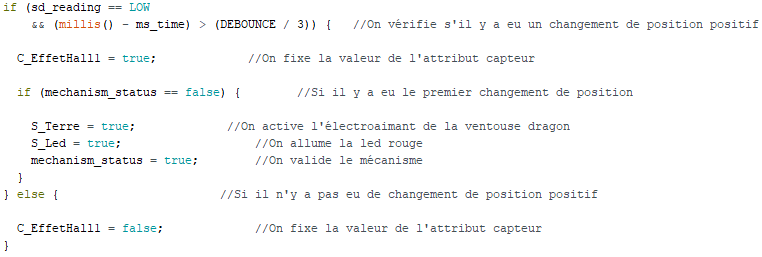 if (sd_reading == LOW
&& (millis() - ms_time) > (DEBOUNCE / 3)) { //On vérifie s'il y a eu un changement de position positif
C_EffetHall1 = true; //On fixe la valeur de l'attribut capteur
if (mechanism_status == false) { //Si il y a eu le premier changement de position
S_Terre = true; //On active l'électroaimant de la ventouse dragon
S_Led = true; //On allume la led rouge
mechanism_status = true; //On valide le mécanisme
}
} else { //Si il n'y a pas eu de changement de position positif
C_EffetHall1 = false; //On fixe la valeur de l'attribut capteur
}